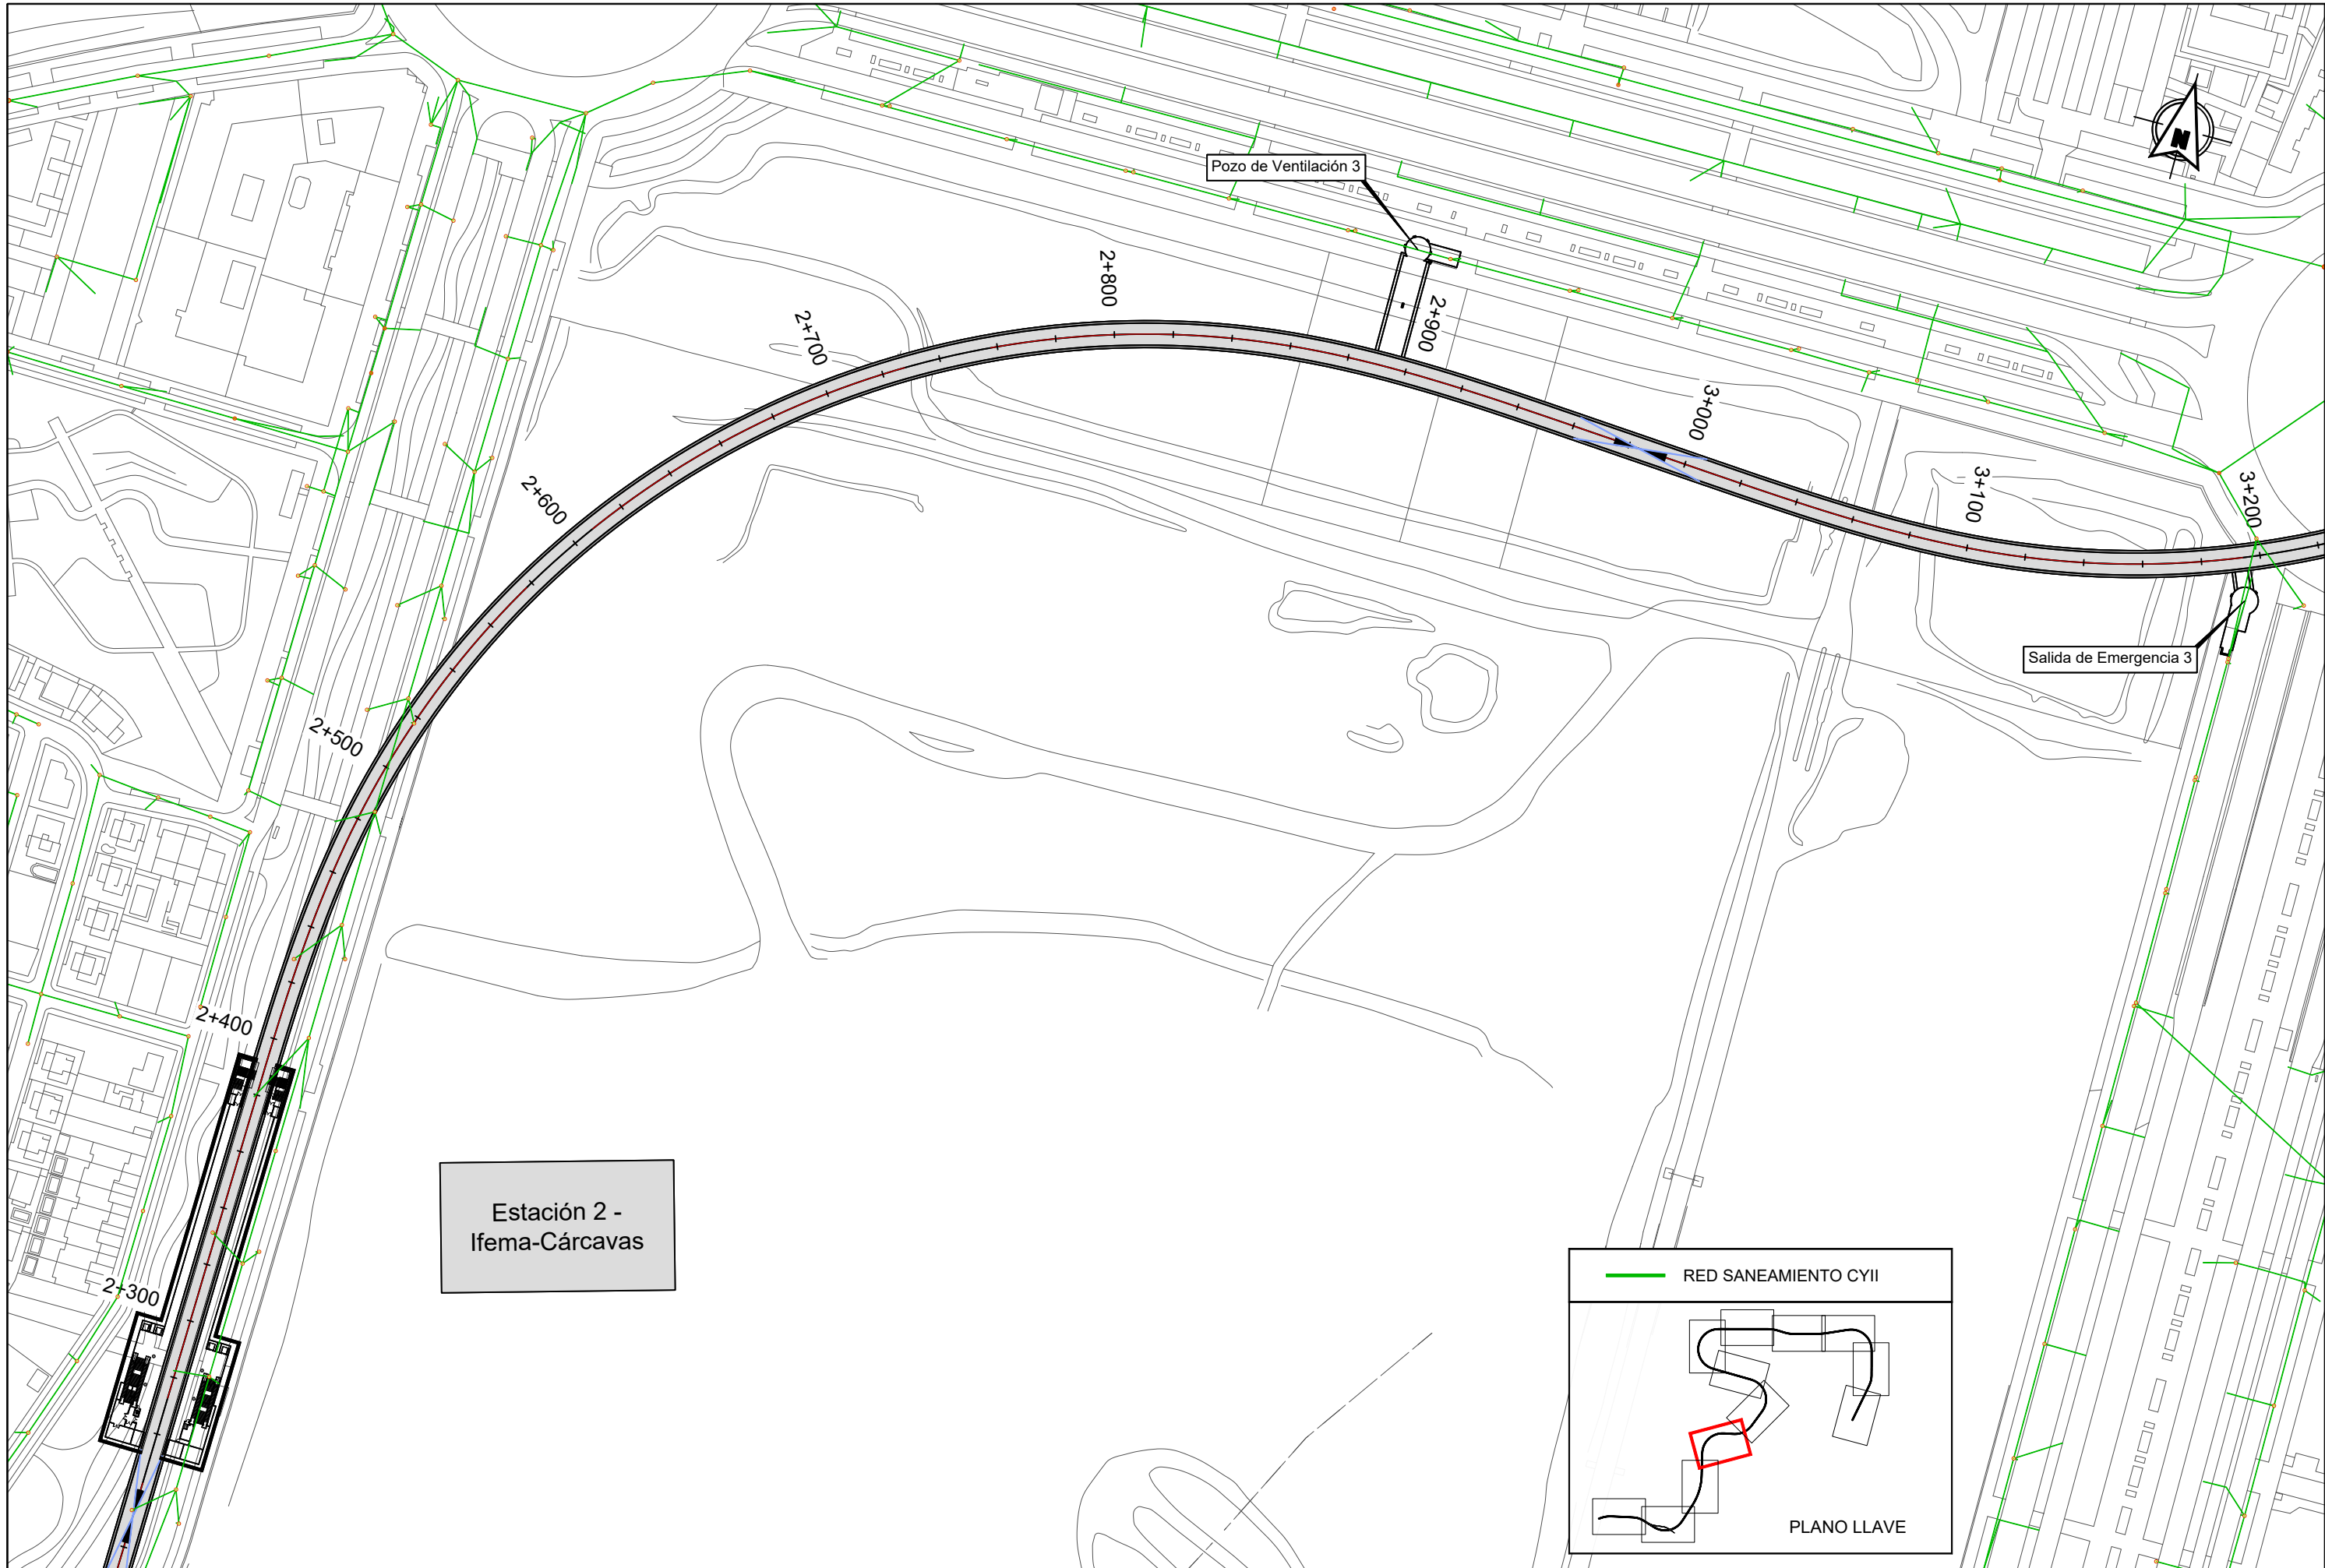 N
Pozo de Ventilación 3
2+800
2+700
2+900
3+000
3+100
3+200
2+600
Salida de Emergencia 3
2+500
2+400
2+300
Estación 2 -
Ifema-Cárcavas
RED SANEAMIENTO CYII
PLANO LLAVE